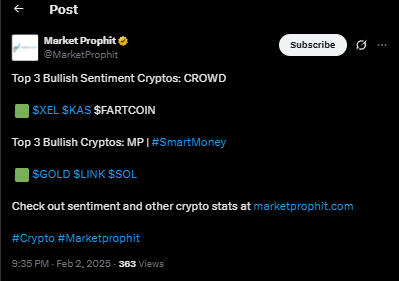 Post
Market Prophit
@MarketProphit
Subscribe
Top 3 Bullish Sentiment Cryptos: CROWD
$XEL $KAS $FARTCOIN
Top 3 Bullish Cryptos: MP | #SmartMoney
$GOLD $LINK $SOL
Check out sentiment and other crypto stats at marketprophit.com
#Crypto #Marketprophit
9:35 PM · Feb 2, 2025 · 363 Views